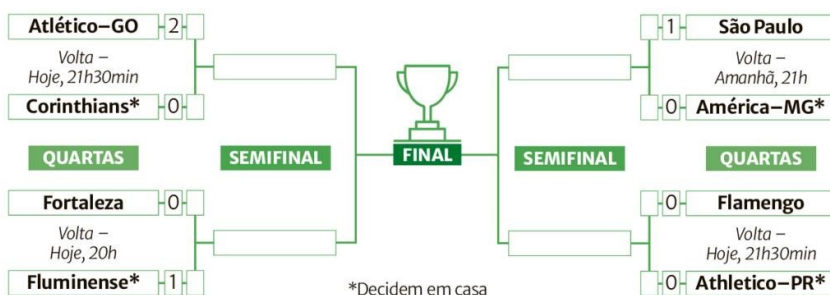 Atlético–GO 2
Volta –
Hoje, 21h30min
Corinthians* 0
QUARTAS
Fortaleza 0
Volta –
Hoje, 20h
Fluminense* 1
SEMIFINAL
FINAL
SEMIFINAL
1 São Paulo
Volta –
Amanhã, 21h
0 América–MG*
QUARTAS
0 Flamengo
Volta –
Hoje, 21h30min
0 Athletico–PR*
*Decidem em casa